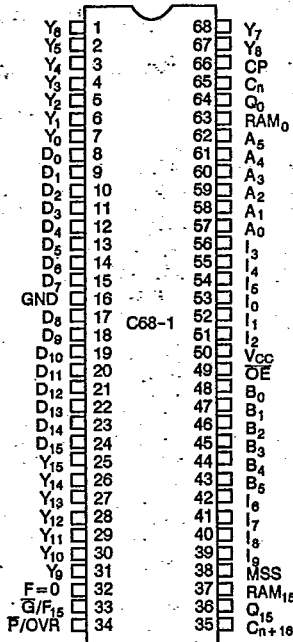 Y6 1 68 Y7
Y5 2 67 Y8
Y4 3 66 CP
Y3 4 65 Cn
Y2 5 64 Q0
Y1 6 63 RAM0
Y0 7 62 A5
D0 8 61 A4
D1 9 60 A3
D2 10 59 A2
D3 11 58 A1
D4 12 57 A0
D5 13 56 I3
D6 14 55 I4
D7 15 54 I5
GND 16 53 I0
D8 17 C68-1 52 I1
D9 18 51 I2
D10 19 50 VCC
D11 20 49 O̅E̅
D12 21 48 B0
D13 22 47 B1
D14 23 46 B2
D15 24 45 B3
Y15 25 44 B4
Y14 26 43 B5
Y13 27 42 I6
Y12 28 41 I7
Y11 29 40 I8
Y10 30 39 I9
Y9 31 38 MSS
F=0 32 37 RAM15
G̅/F15 33 36 Q15
P̅/OVR 34 35 Cn+16